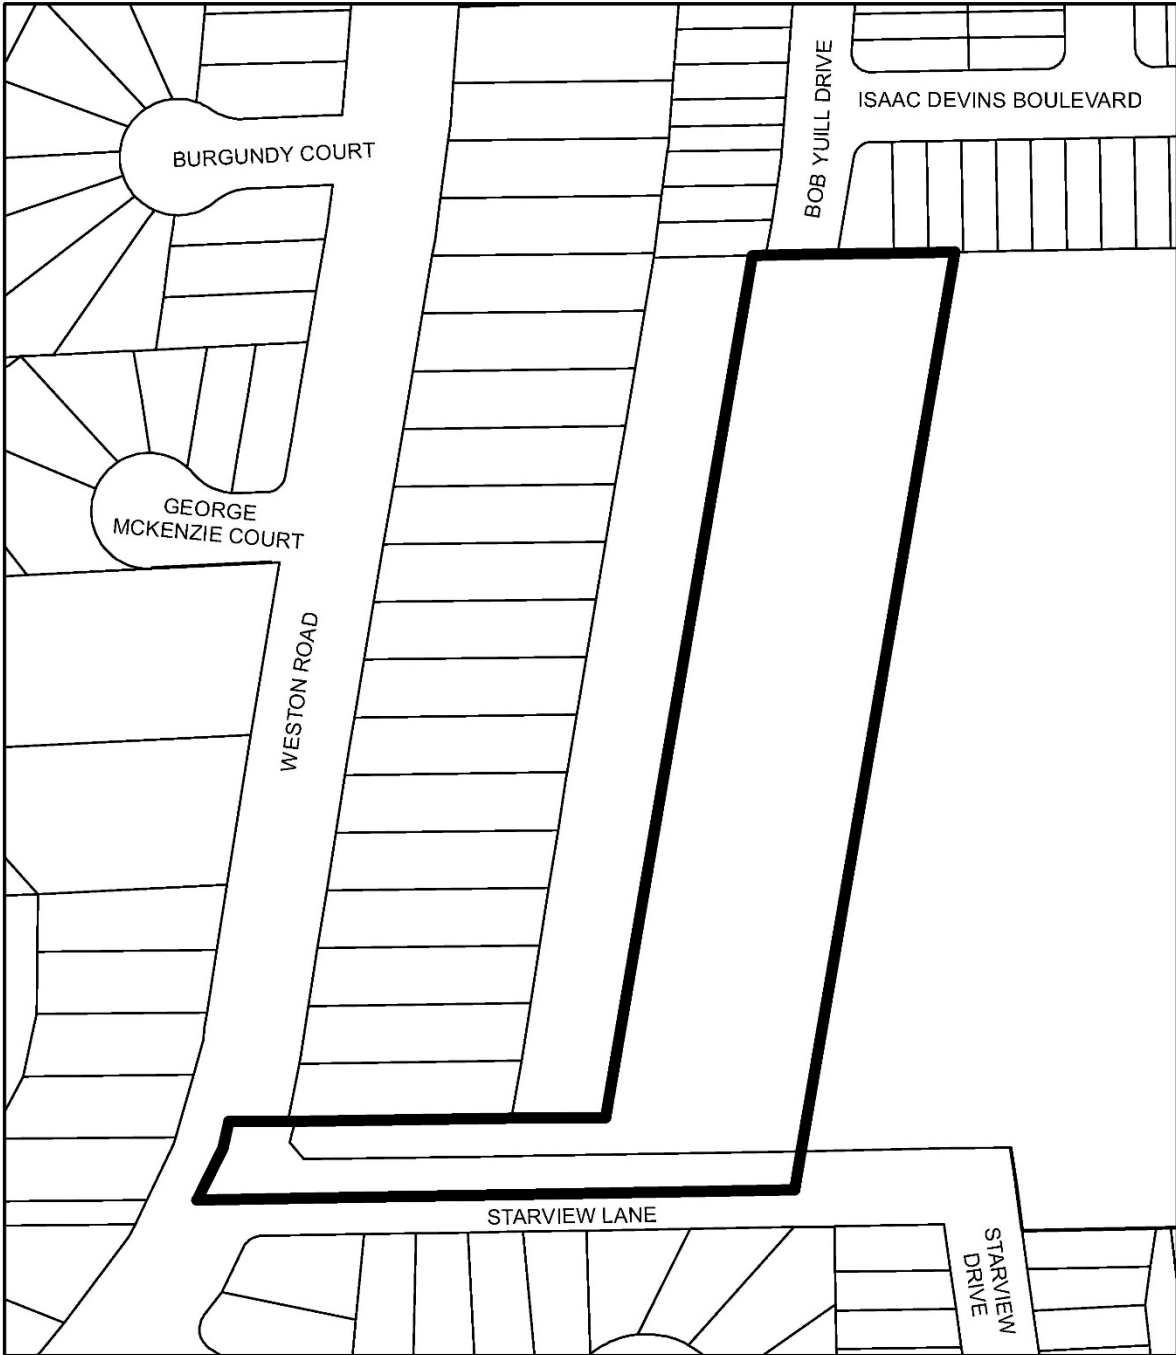 BOB YUILL DRIVE
ISAAC DEVINS BOULEVARD
BURGUNDY COURT
GEORGE
MCKENZIE COURT
WESTON ROAD
STARVIEW LANE
STARVIEW
DRIVE